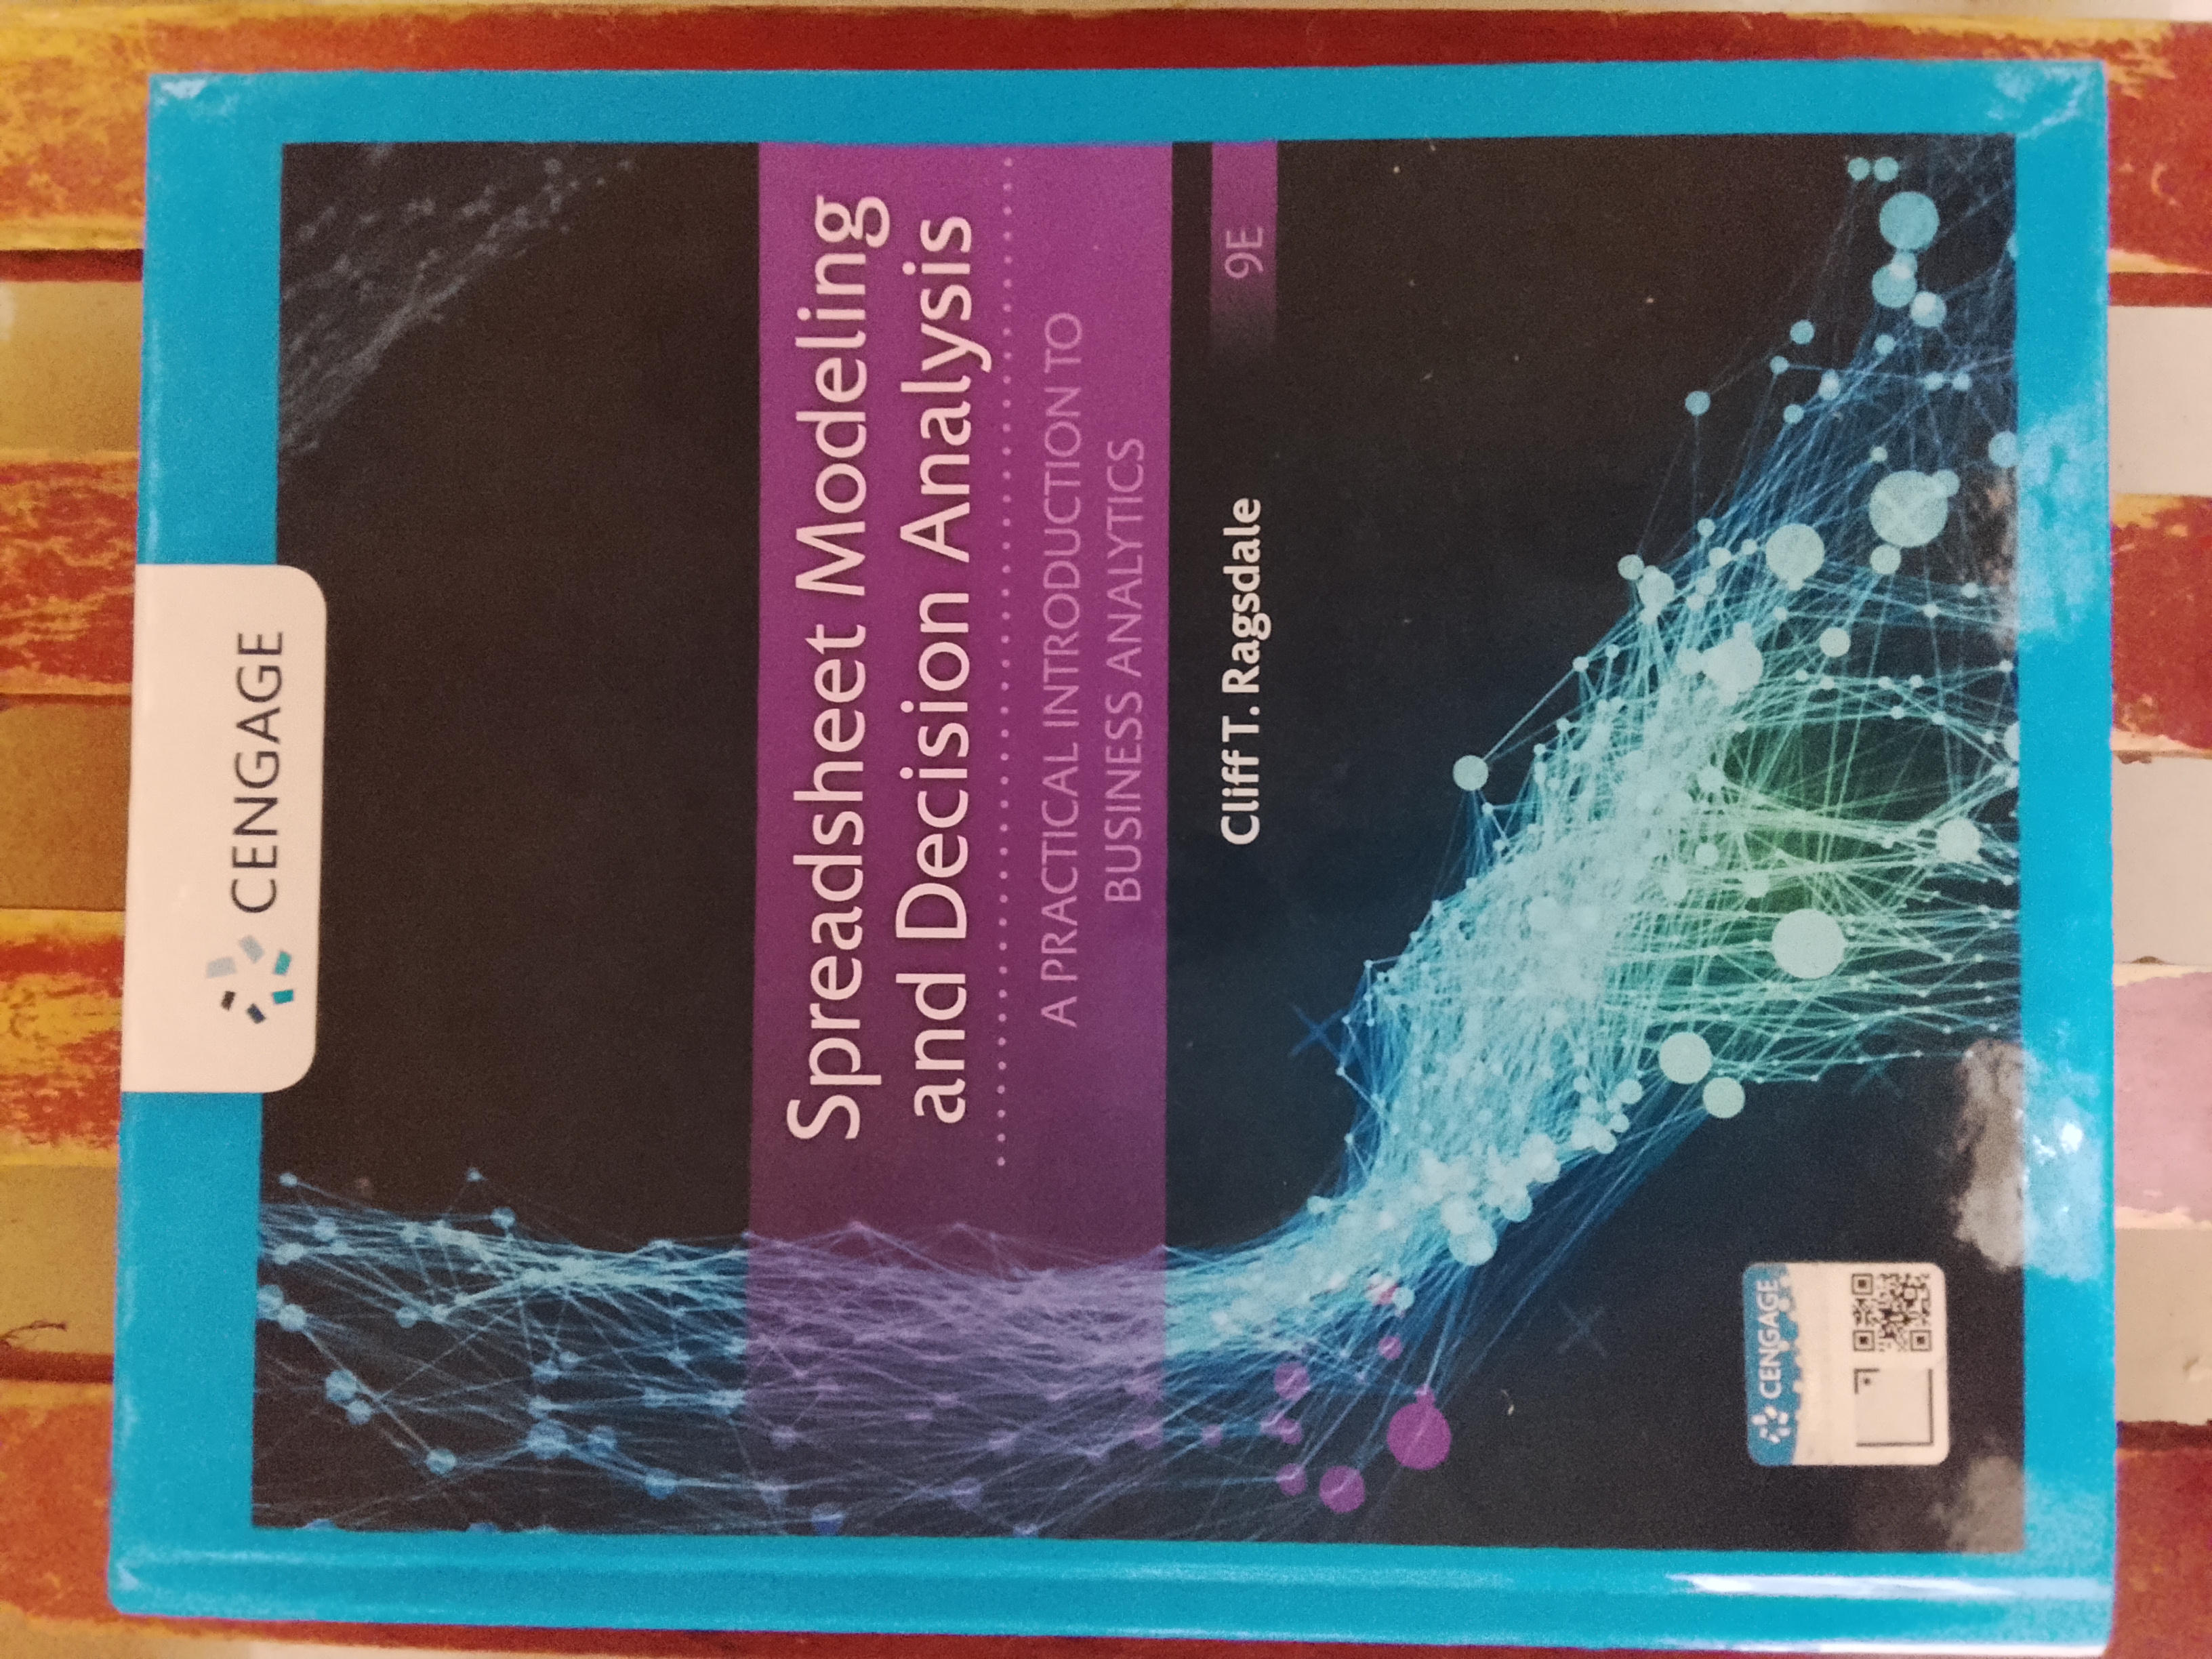 CENGAGE
Spreadsheet Modeling
and Decision Analysis
A PRACTICAL INTRODUCTION TO
BUSINESS ANALYTICS
Cliff T. Ragsdale
9E
CENGAGE